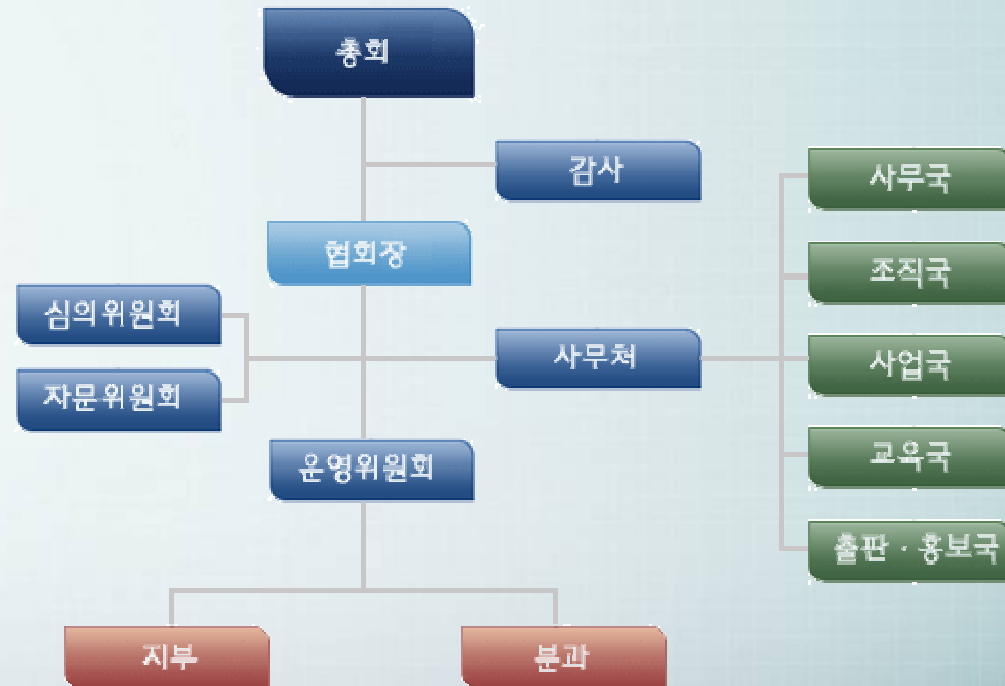 총회
감사
협회장
심의위원회
자문위원회
사무처
운영위원회
지부
분과
사무국
조직국
사업국
교육국
출판 · 홍보국